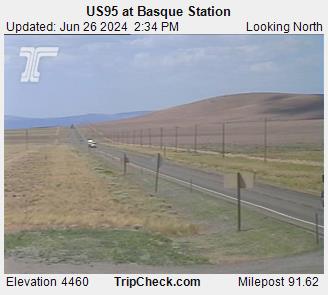 US95 at Basque Station
Updated: Jun 26 2024 2:34 PM Looking North
Elevation 4460 TripCheck.com Milepost 91.62